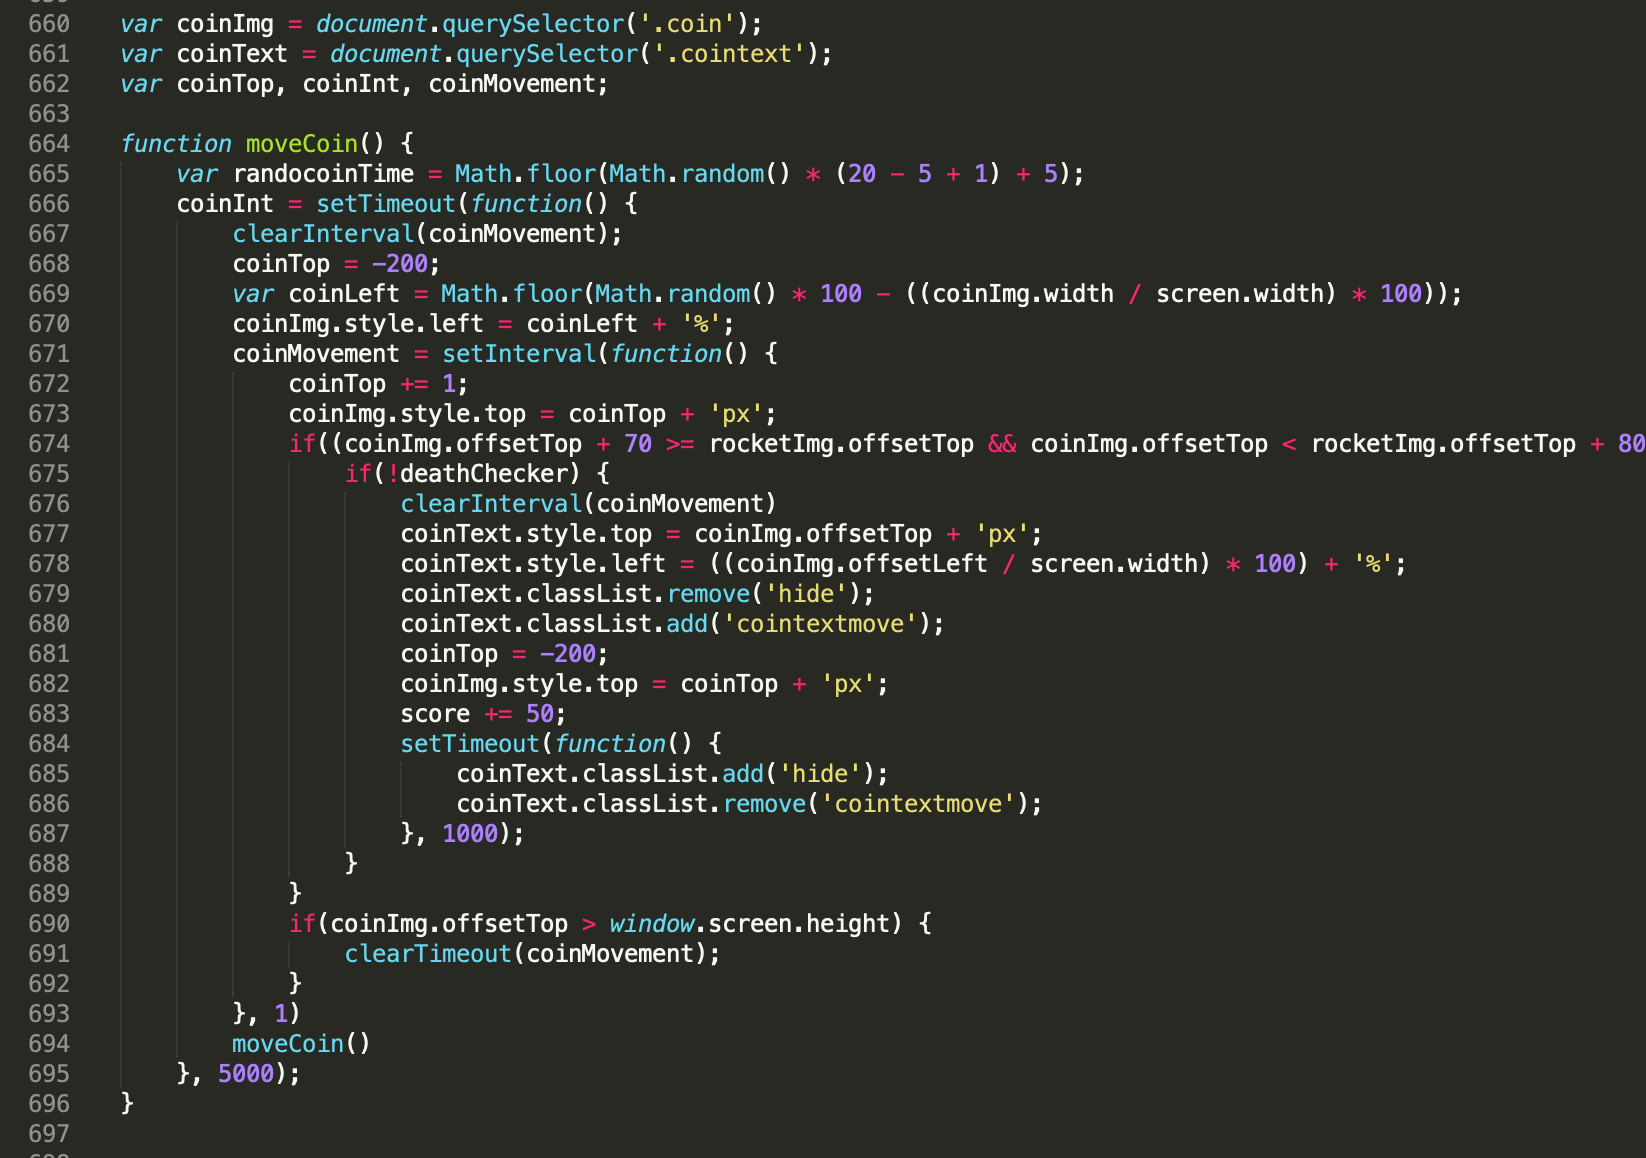 660 var coinImg = document.querySelector('.coin');
661 var coinText = document.querySelector('.cointext');
662 var coinTop, coinInt, coinMovement;
663
664 function moveCoin() {
665     var randocoinTime = Math.floor(Math.random() * (20 - 5 + 1) + 5);
666     coinInt = setTimeout(function() {
667         clearInterval(coinMovement);
668         coinTop = -200;
669         var coinLeft = Math.floor(Math.random() * 100 - ((coinImg.width / screen.width) * 100));
670         coinImg.style.left = coinLeft + '%';
671         coinMovement = setInterval(function() {
672             coinTop += 1;
673             coinImg.style.top = coinTop + 'px';
674             if((coinImg.offsetTop + 70 >= rocketImg.offsetTop && coinImg.offsetTop < rocketImg.offsetTop + 80
675                 if(!deathChecker) {
676                     clearInterval(coinMovement)
677                     coinText.style.top = coinImg.offsetTop + 'px';
678                     coinText.style.left = ((coinImg.offsetLeft / screen.width) * 100) + '%';
679                     coinText.classList.remove('hide');
680                     coinText.classList.add('cointextmove');
681                     coinTop = -200;
682                     coinImg.style.top = coinTop + 'px';
683                     score += 50;
684                     setTimeout(function() {
685                         coinText.classList.add('hide');
686                         coinText.classList.remove('cointextmove');
687                     }, 1000);
688                 }
689             }
690             if(coinImg.offsetTop > window.screen.height) {
691                 clearTimeout(coinMovement);
692             }
693         }, 1)
694         moveCoin()
695     }, 5000);
696 }
697